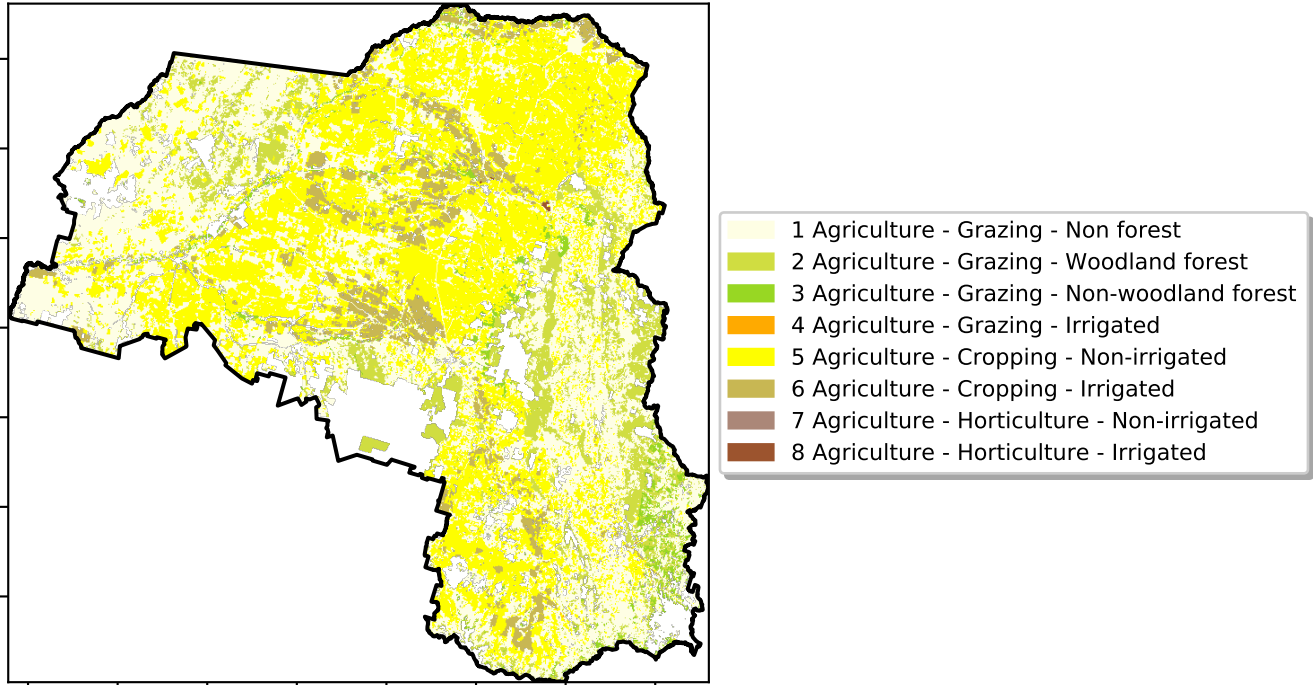 1 Agriculture - Grazing - Non forest
2 Agriculture - Grazing - Woodland forest
3 Agriculture - Grazing - Non-woodland forest
4 Agriculture - Grazing - Irrigated
5 Agriculture - Cropping - Non-irrigated
6 Agriculture - Cropping - Irrigated
7 Agriculture - Horticulture - Non-irrigated
8 Agriculture - Horticulture - Irrigated